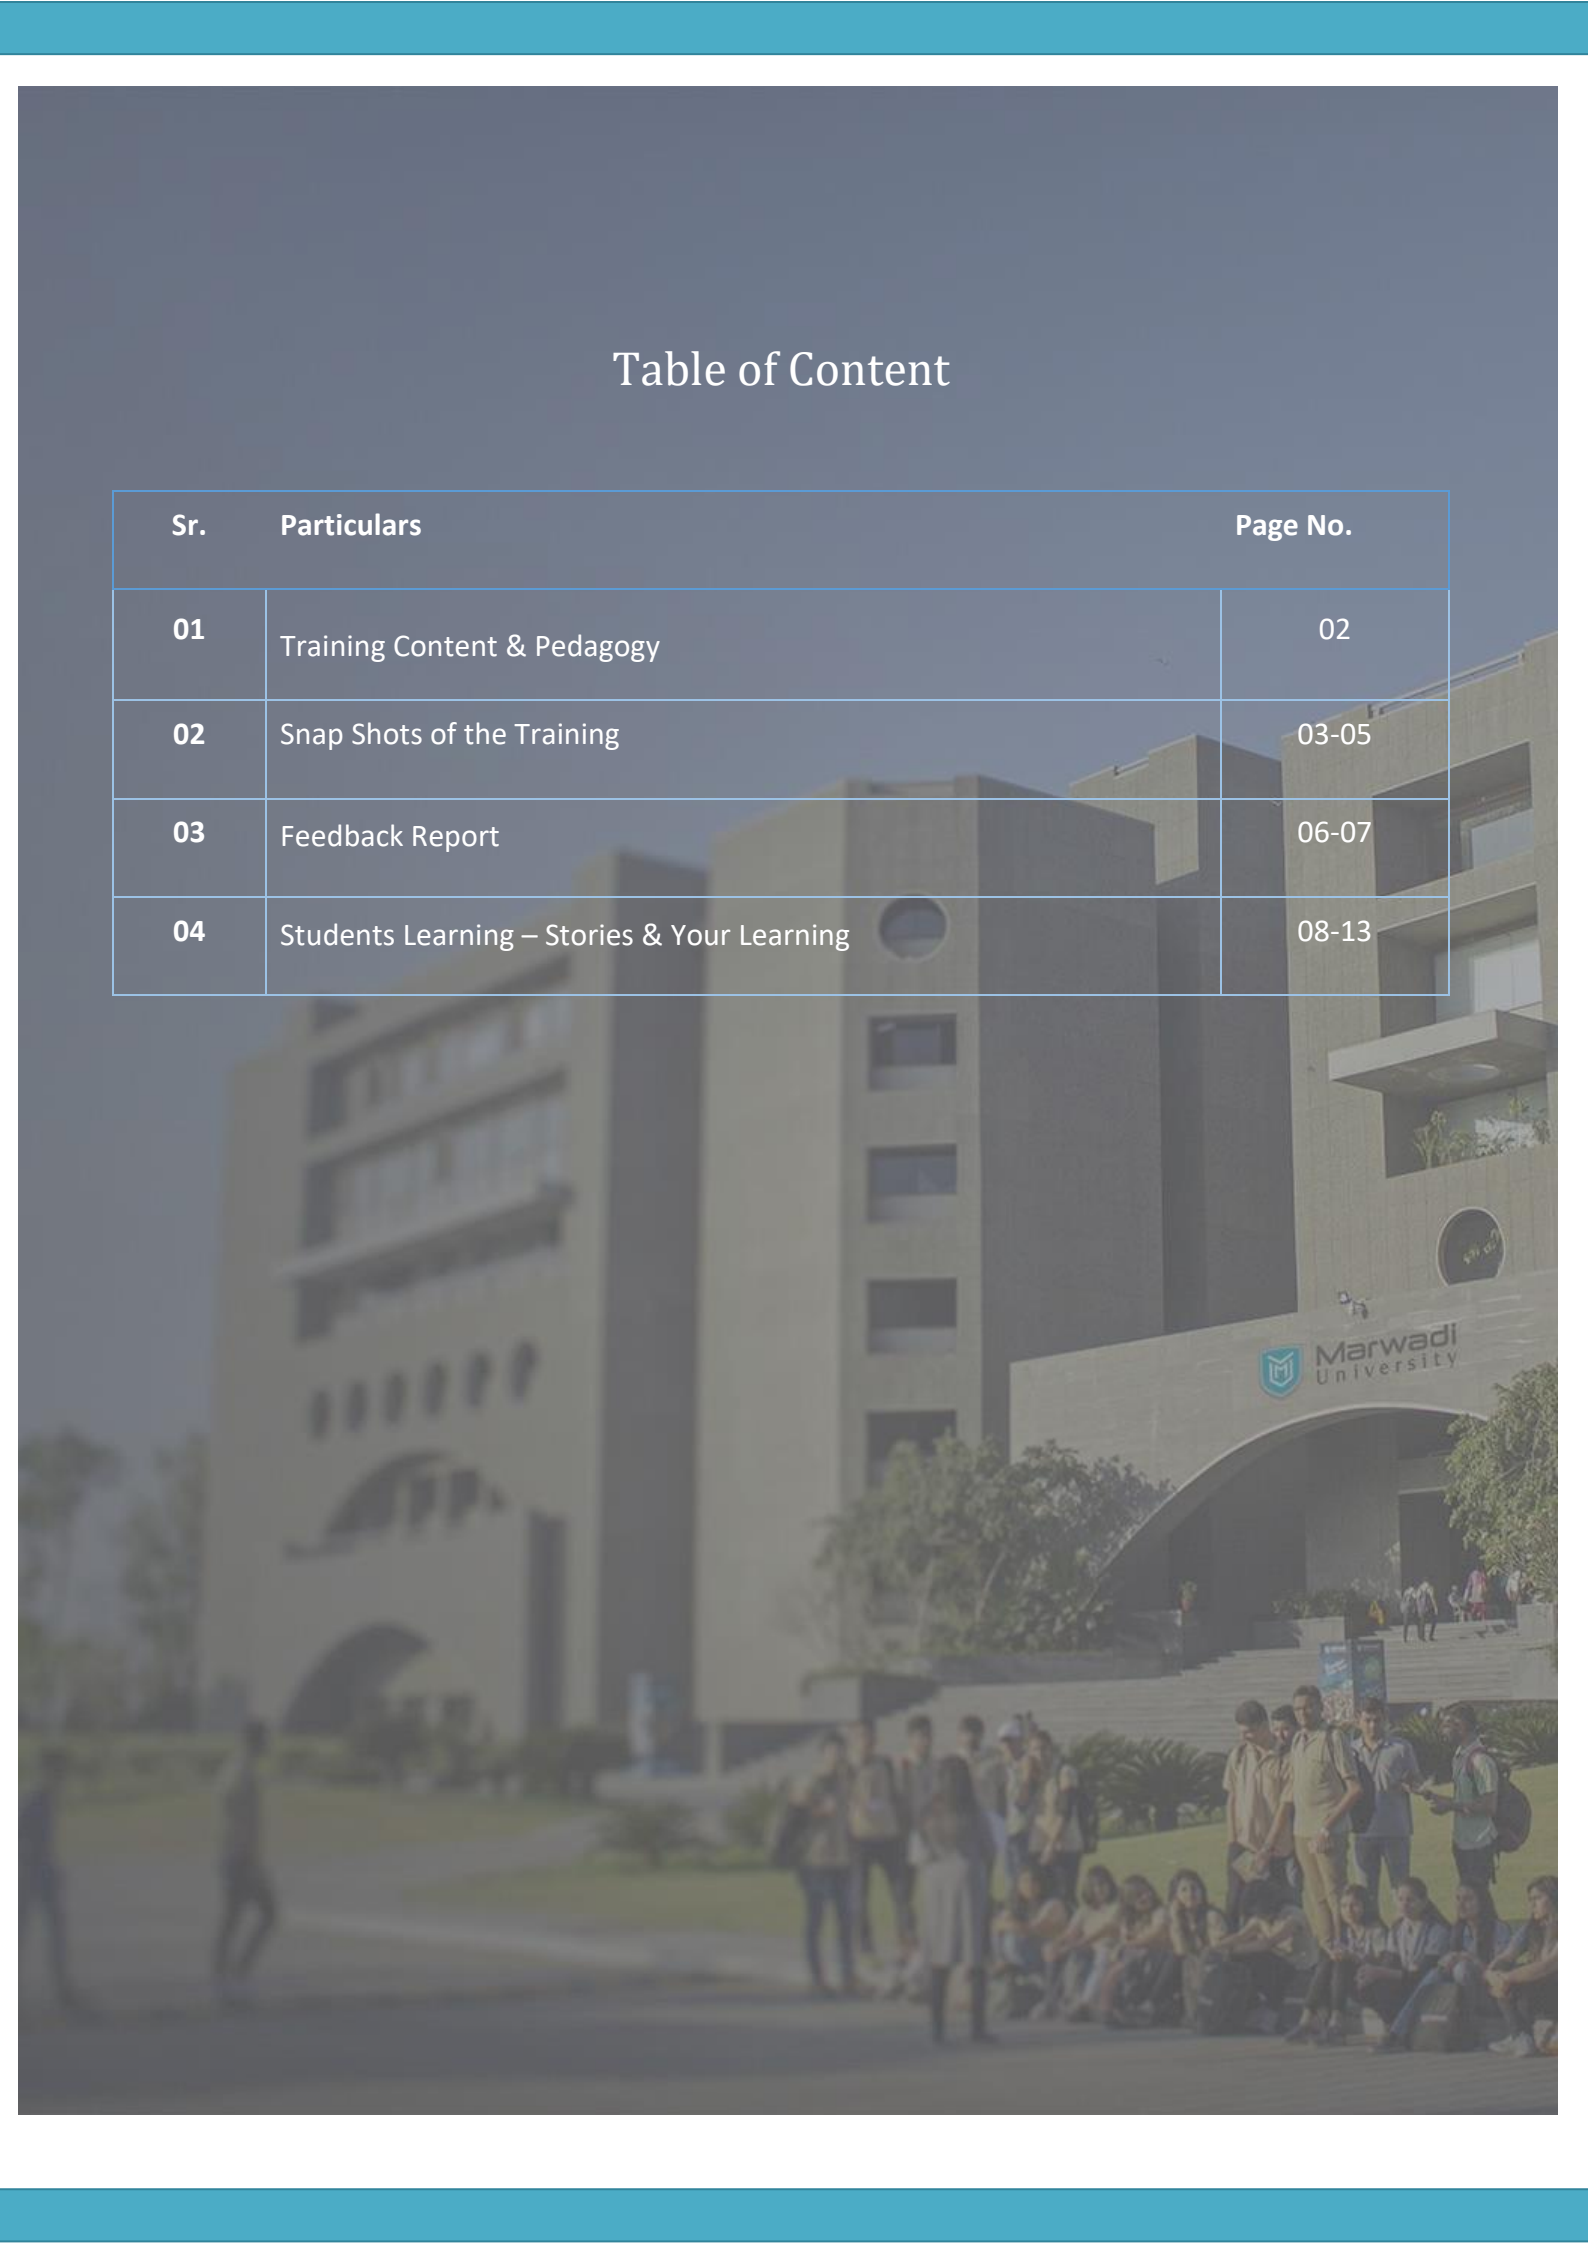 Table of Content
Sr. Particulars Page No.
01 Training Content & Pedagogy 02
02 Snap Shots of the Training 03-05
03 Feedback Report 06-07
04 Students Learning – Stories & Your Learning 08-13
Marwadi
University